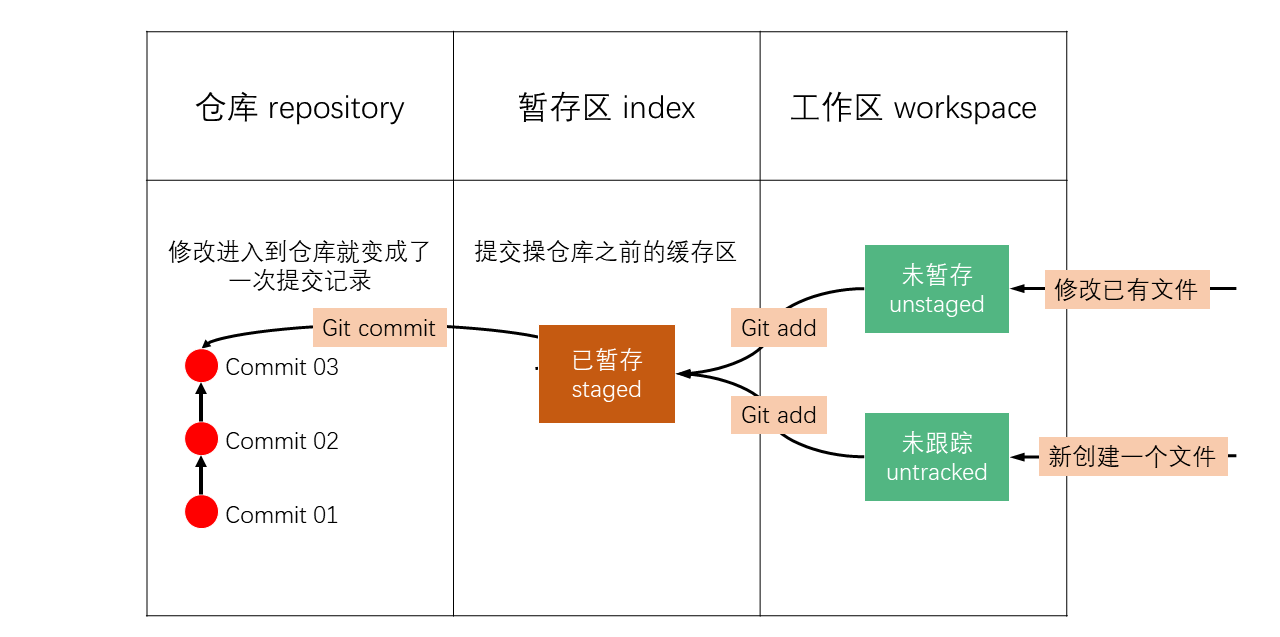 仓库 repository
暂存区 index
工作区 workspace
修改进入到仓库就变成了
一次提交记录
提交操仓库之前的缓存区
未暂存
unstaged
修改已有文件
Git add
Git commit
已暂存
staged
Commit 03
Git add
Commit 02
未跟踪
untracked
新创建一个文件
Commit 01